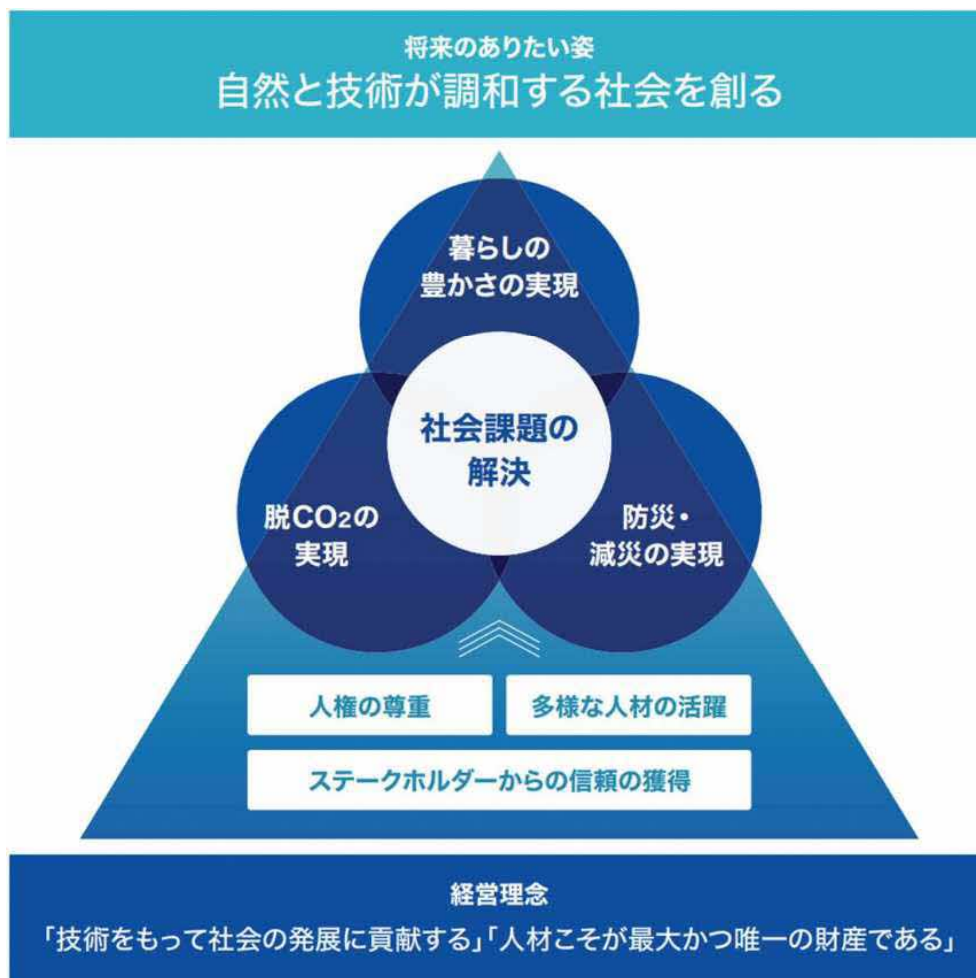 将来のありたい姿
自然と技術が調和する社会を創る
暮らしの
豊かさの実現
社会課題の
解決
脱CO₂の
実現
防災・
減災の実現
人権の尊重
多様な人材の活躍
ステークホルダーからの信頼の獲得
経営理念
「技術をもって社会の発展に貢献する」「人材こそが最大かつ唯一の財産である」